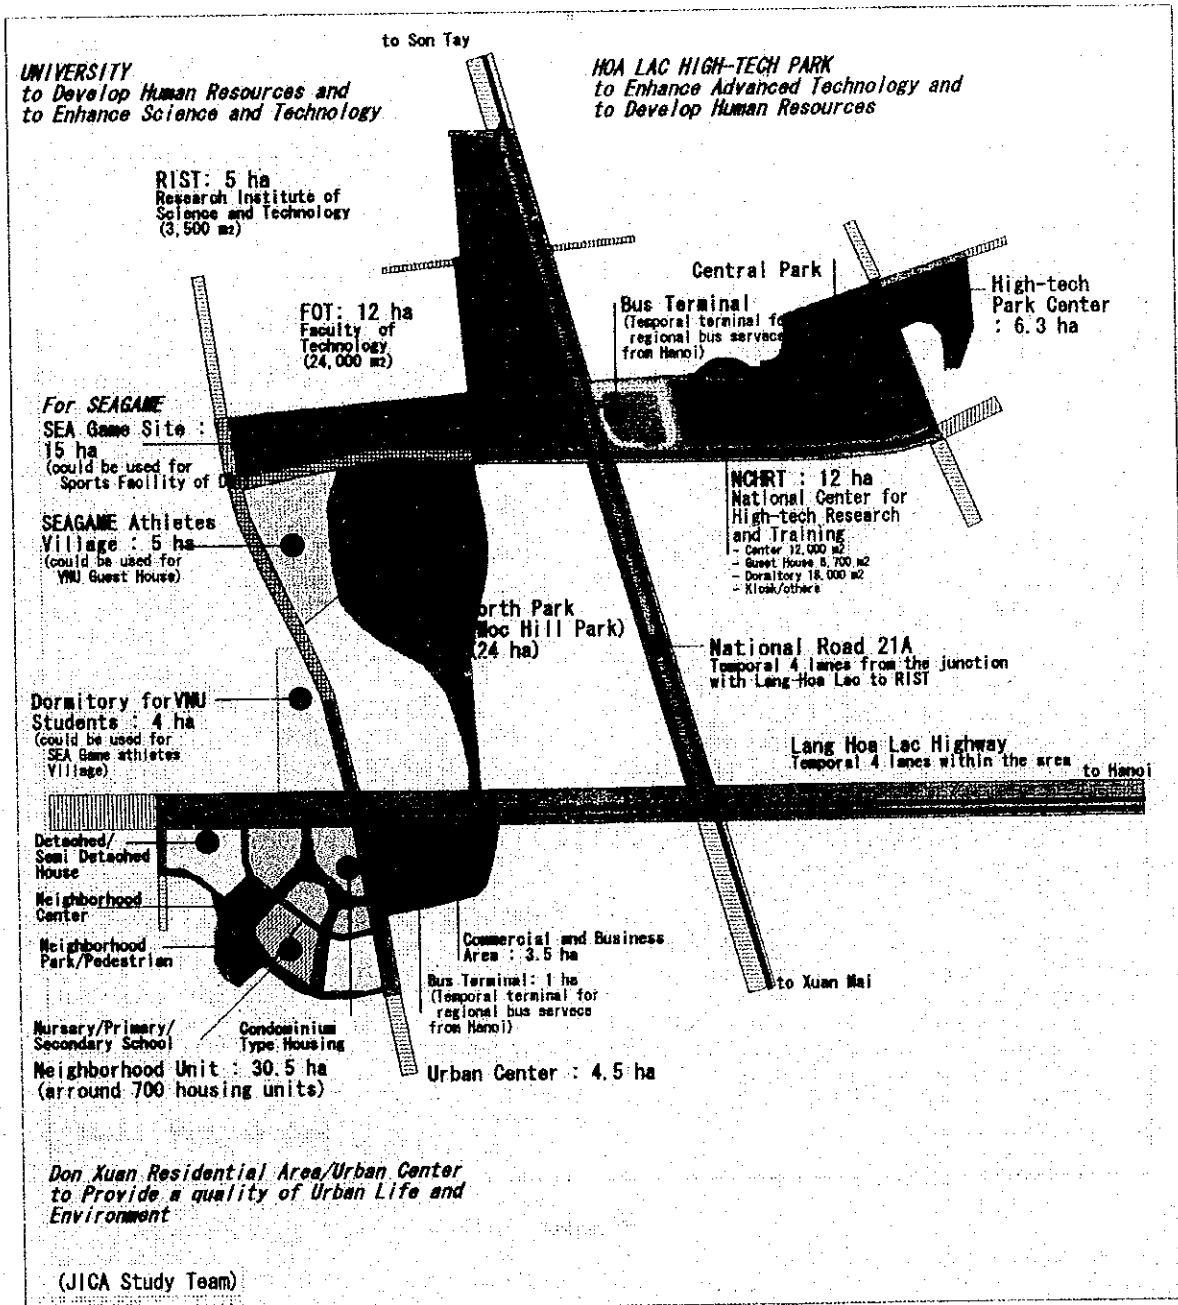 to Son Tay
UNIVERSITY
to Develop Human Resources and
to Enhance Science and Technology
HOA LAC HIGH-TECH PARK
to Enhance Advanced Technology and
to Develop Human Resources
RIST: 5 ha
Research Institute of
Science and Technology
(3,500 m2)
Central Park
High-tech
Park Center
: 6.3 ha
Bus Terminal
(Temporal terminal fo
regional bus servece
from Hanoi)
FOT: 12 ha
Faculty of
Technology
(24,000 m2)
For SEAGAME
SEA Game Site :
15 ha
(could be used for
Sports Facility of
NCHRT : 12 ha
National Center for
High-tech Research
and Training
- Center 12,000 m2
- Guest House 8,700 m2
- Dormitory 18,000 m2
- Kiosk/others
SEAGAME Athletes
Village : 5 ha
(could be used for
VNU Guest House)
orth Park
Moc Hill Park)
(24 ha)
National Road 21A
Temporal 4 lanes from the junction
with Lang-Hoa Lac to RIST
Dormitory for VNU
Students : 4 ha
(could be used for
SEA Game athletes
Village)
Lang Hoa Lac Highway
Temporal 4 lanes within the area
to Hanoi
Detached/
Semi Detached
House
Neighborhood
Center
Neighborhood
Park/Pedestrian
Commercial and Business
Area : 3.5 ha
Bus Terminal: 1 ha
(Temporal terminal for
regional bus servece
from Hanoi)
to Xuan Mai
Nursary/Primary/
Secondary School
Condominium
Type Housing
Neighborhood Unit : 30.5 ha
(arround 700 housing units)
Urban Center : 4.5 ha
Don Xuan Residential Area/Urban Center
to Provide a quality of Urban Life and
Environment
(JICA Study Team)